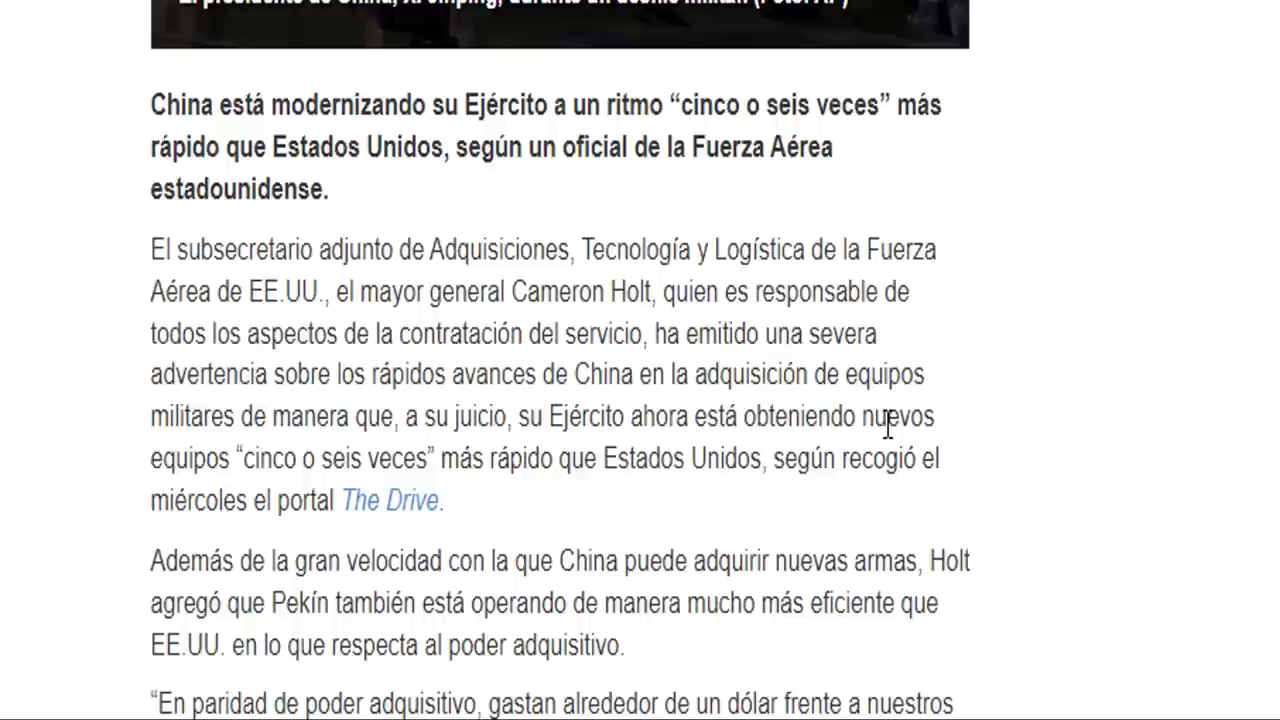 El presidente de China, Xi Jinping, durante un desfile militar (Foto: AP)
China está modernizando su Ejército a un ritmo “cinco o seis veces” más
rápido que Estados Unidos, según un oficial de la Fuerza Aérea
estadounidense.
El subsecretario adjunto de Adquisiciones, Tecnología y Logística de la Fuerza
Aérea de EE.UU., el mayor general Cameron Holt, quien es responsable de
todos los aspectos de la contratación del servicio, ha emitido una severa
advertencia sobre los rápidos avances de China en la adquisición de equipos
militares de manera que, a su juicio, su Ejército ahora está obteniendo nuevos
equipos “cinco o seis veces” más rápido que Estados Unidos, según recogió el
miércoles el portal The Drive.
Además de la gran velocidad con la que China puede adquirir nuevas armas, Holt
agregó que Pekín también está operando de manera mucho más eficiente que
EE.UU. en lo que respecta al poder adquisitivo.
“En paridad de poder adquisitivo, gastan alrededor de un dólar frente a nuestros